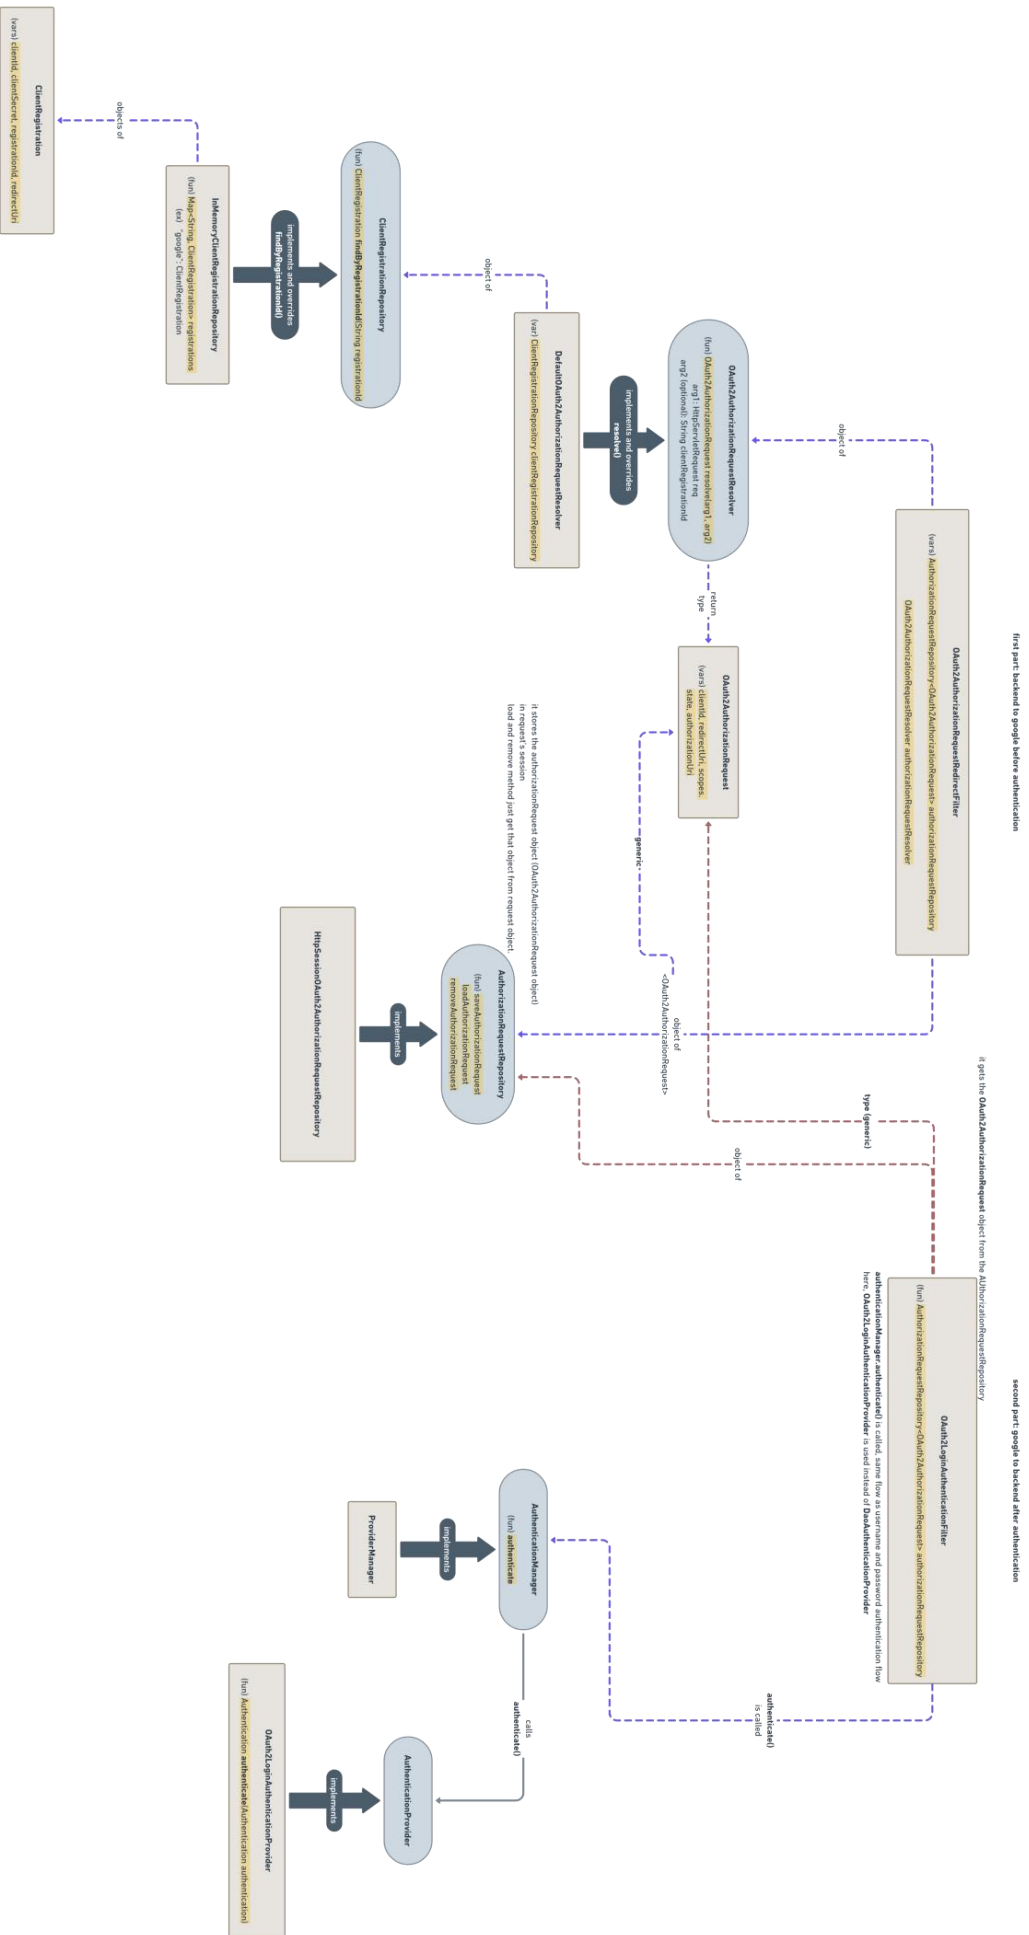 first part: backend to google before authentication
OAuth2AuthorizationRequestRedirectFilter
(vars) AuthorizationRequestRepository<OAuth2AuthorizationRequest> authorizationRequestRepository
OAuth2AuthorizationRequestResolver authorizationRequestResolver
object of
OAuth2AuthorizationRequestResolver
(fun) OAuth2AuthorizationRequest resolve(arg1, arg2)
arg1: HttpServletRequest req
arg2 (optional): String clientRegistrationId
return
type
OAuth2AuthorizationRequest
(vars) clientId, redirectUri, scopes,
state, authorizationUri
implements and overrides
resolve()
DefaultOAuth2AuthorizationRequestResolver
(var) ClientRegistrationRepository clientRegistrationRepository
object of
ClientRegistrationRepository
(fun) ClientRegistration findByRegistrationId(String registrationId
implements and overrides
findByRegistrationId()
InMemoryClientRegistrationRepository
(fun) Map<String, ClientRegistration> registrations
(ex) "google": ClientRegistration
objects of
ClientRegistration
(vars) clientId, clientSecret, registrationId, redirectUri
generic
object of
<OAuth2AuthorizationRequest>
it stores the authorizationRequest object (OAuth2AuthorizationRequest object)
in request's session
load and remove method just get that object from request object.
AuthorizationRequestRepository
(fun) saveAuthorizationRequest
loadAuthorizationRequest
removeAuthorizationRequest
implements
HttpSessionOAuth2AuthorizationRequestRepository
second part: google to backend after authentication
it gets the OAuth2AuthorizationRequest object from the AUthorizationRequestRepository
OAuth2LoginAuthenticationFilter
(fun) AuthorizationRequestRepository<OAuth2AuthorizationRequest> authorizationRequestRepository
authenticationManager.authenticate() is called, same flow as username and password authentication flow
here, OAuth2LoginAuthenticationProvider is used instead of DaoAuthenticationProvider
type (generic)
object of
authenticate()
is called
AuthenticationManager
(fun) authenticate
implements
ProviderManager
calls
authenticate()
AuthenticationProvider
implements
OAuth2LoginAuthenticationProvider
(fun) Authentication authenticate(Authentication authentication)